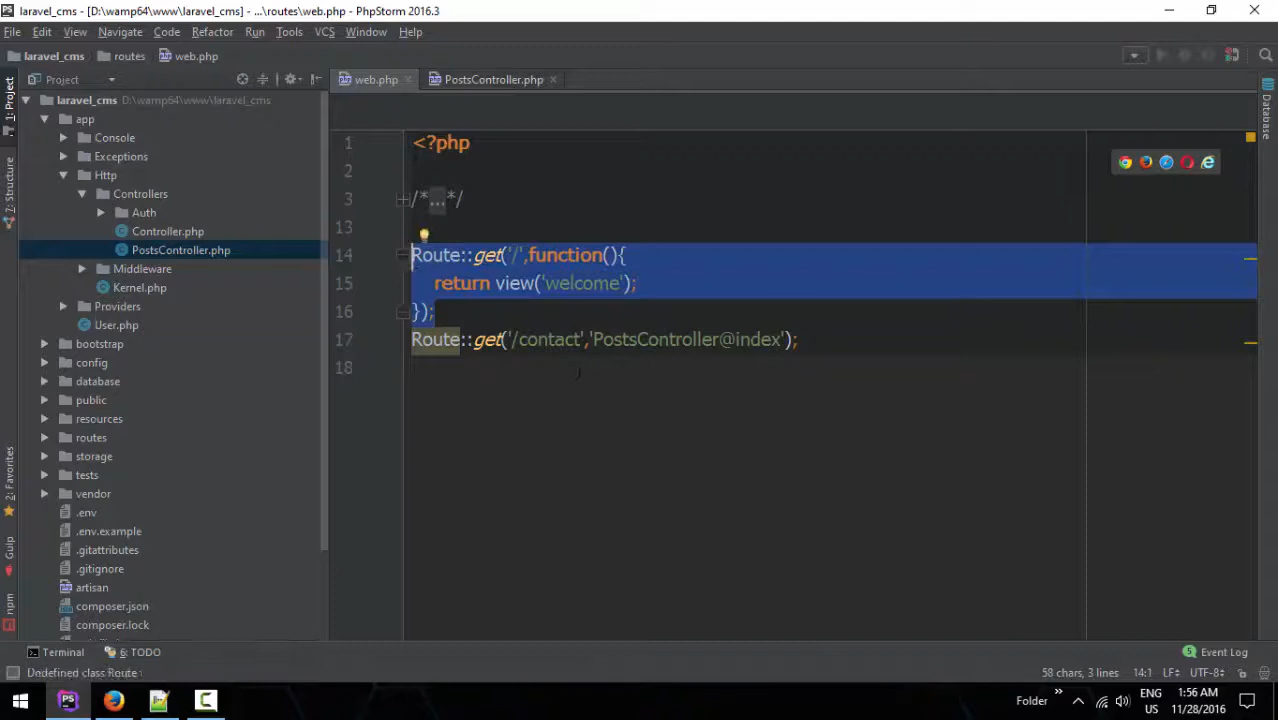 laravel_cms - [D:\wamp64\www\laravel_cms] - ...\routes\web.php - PhpStorm 2016.3
File Edit View Navigate Code Refactor Run Tools VCS Window Help
laravel_cms routes web.php
Project
web.php PostsController.php
1: Project
7: Structure
2: Favorites
Gulp
npm
Database
laravel_cms D:\wamp64\www\laravel_cms
app
Console
Exceptions
Http
Controllers
Auth
Controller.php
PostsController.php
Middleware
Kernel.php
Providers
User.php
bootstrap
config
database
public
resources
routes
storage
tests
vendor
.env
.env.example
.gitattributes
.gitignore
artisan
composer.json
composer.lock
1 <?php
2
3 /*...*/
13
14 Route::get('/',function(){
15 return view('welcome');
16 });
17 Route::get('/contact','PostsController@index');
18
Terminal 6: TODO 5 Event Log
Undefined class Route 58 chars, 3 lines 14:1 LF÷ UTF-8÷
Folder » ENG US 1:56 AM 11/28/2016